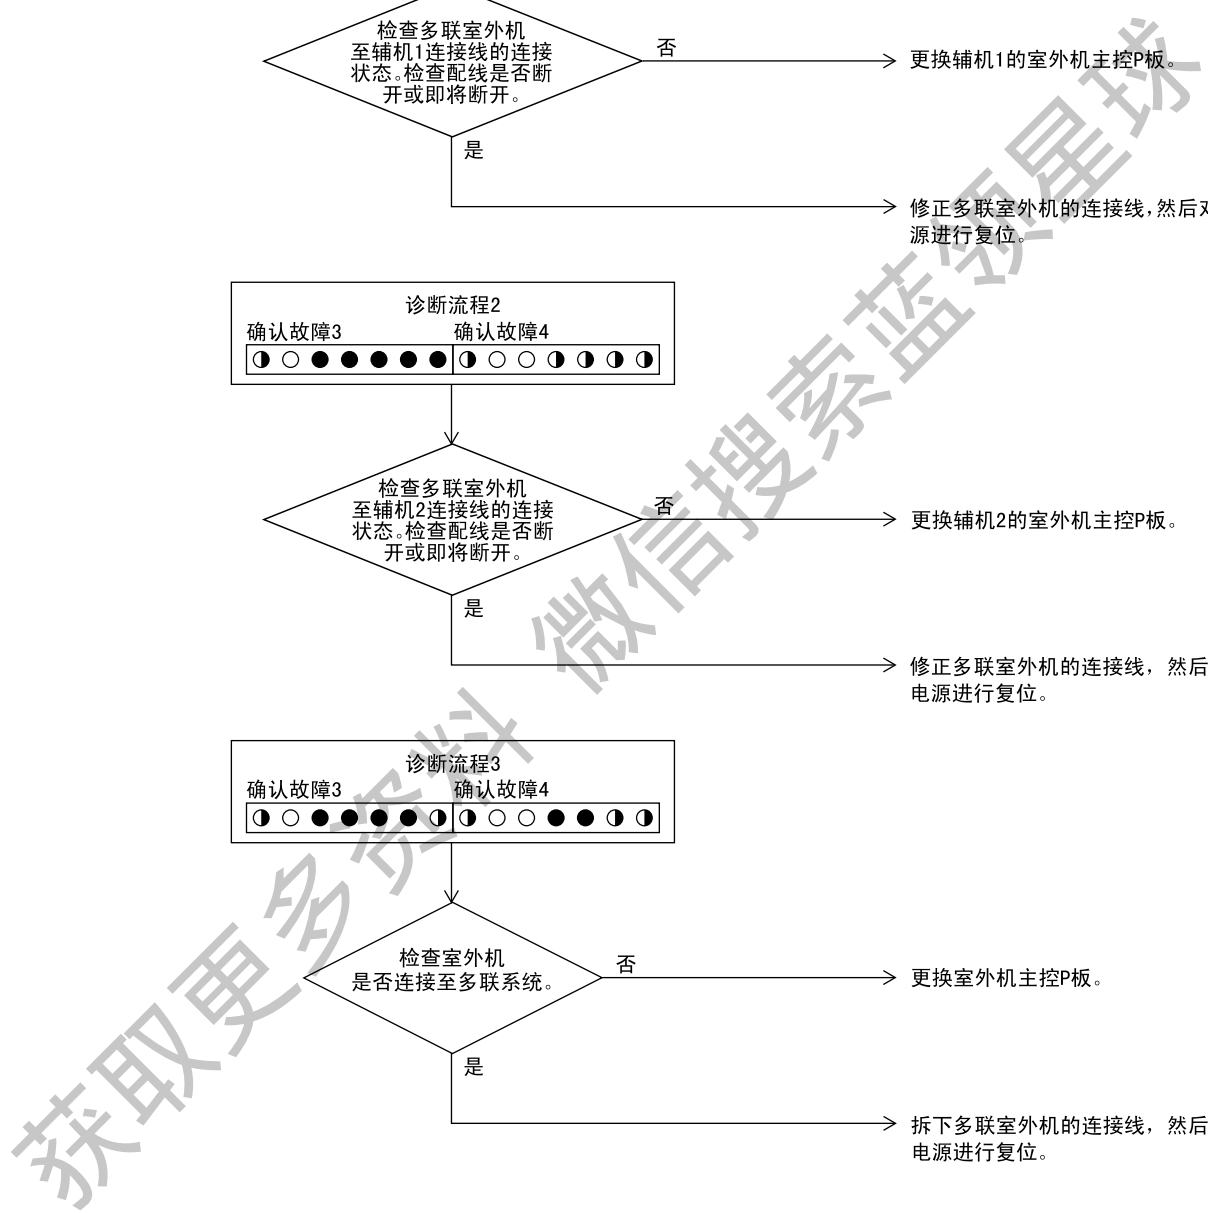 检查多联室外机
至辅机1连接线的连接
状态。检查配线是否断
开或即将断开。
否
更换辅机1的室外机主控P板。
是
修正多联室外机的连接线,然后
源进行复位。
诊断流程2
确认故障3 确认故障4
检查多联室外机
至辅机2连接线的连接
状态。检查配线是否断
开或即将断开。
否
更换辅机2的室外机主控P板。
是
修正多联室外机的连接线，然后
电源进行复位。
诊断流程3
确认故障3 确认故障4
检查室外机
是否连接至多联系统。
否
更换室外机主控P板。
是
拆下多联室外机的连接线，然后
电源进行复位。
获取更多资料 微信搜索蓝领星球